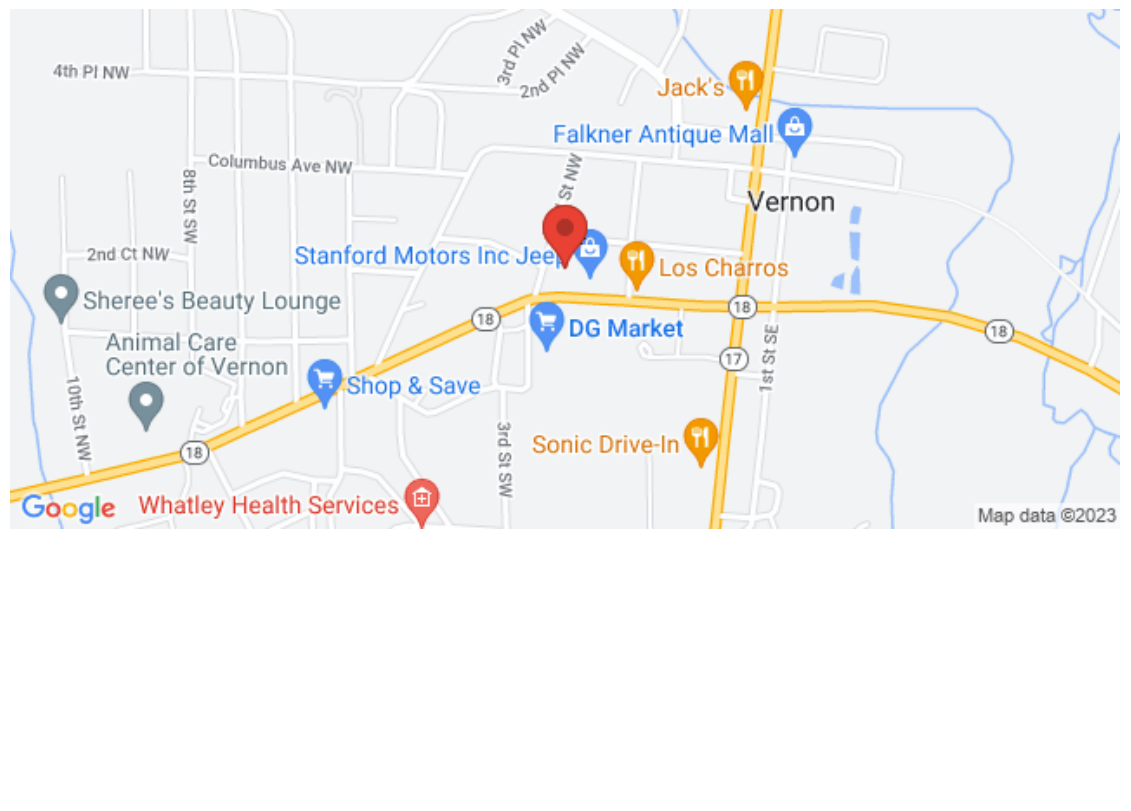 3rd Pl NW
4th Pl NW
2nd Pl NW
Jack's
Falkner Antique Mall
Columbus Ave NW
St NW
8th St SW
Vernon
2nd Ct NW
Stanford Motors Inc Jeep
Los Charros
Sheree's Beauty Lounge
18
18
DG Market
18
Animal Care
Center of Vernon
17
1st St SE
Shop & Save
10th St NW
Sonic Drive-In
3rd St SW
18
Whatley Health Services
Google
Map data ©2023